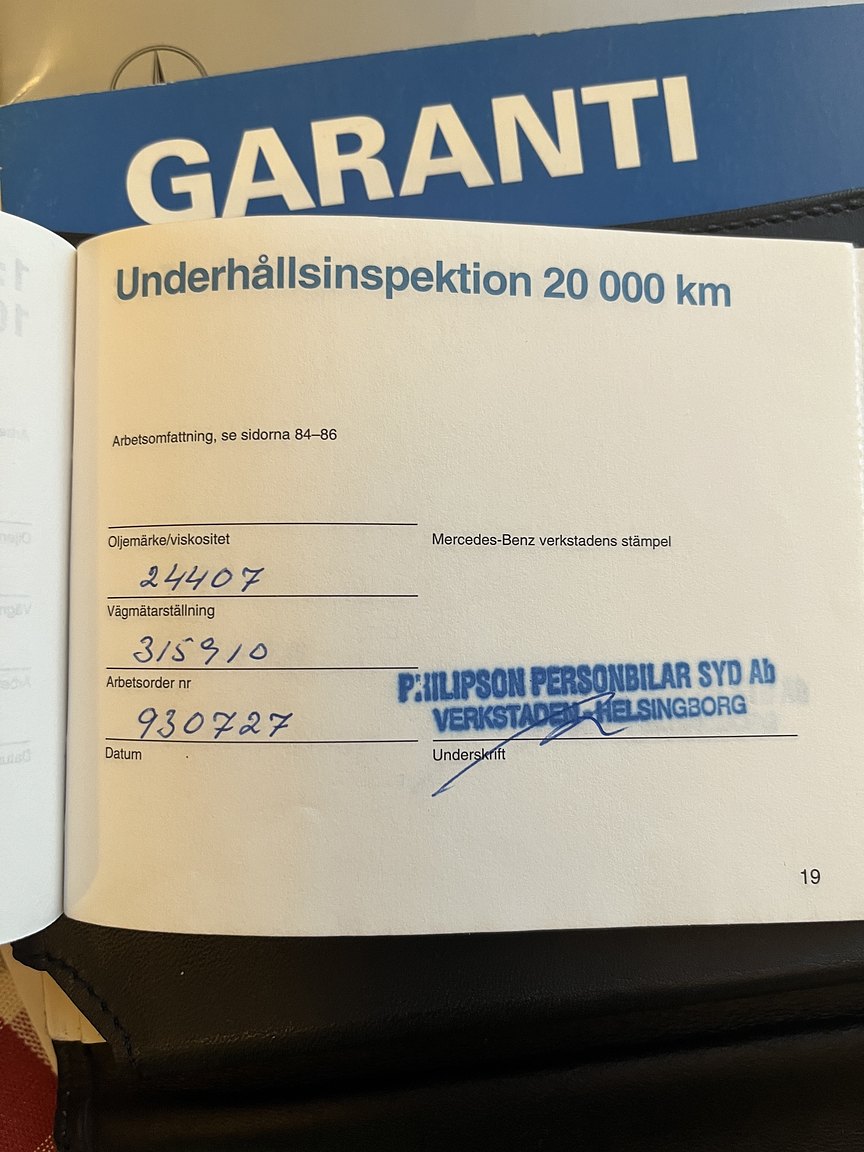 GARANTI
Underhållsinspektion 20 000 km
Arbetsomfattning, se sidorna 84–86
Oljemärke/viskositet
Mercedes-Benz verkstadens stämpel
24407
Vägmätarställning
315910
Arbetsorder nr
PHILIPSON PERSONBILAR SYD Ab
VERKSTADEN - HELSINGBORG
930727
Datum
Underskrift
19